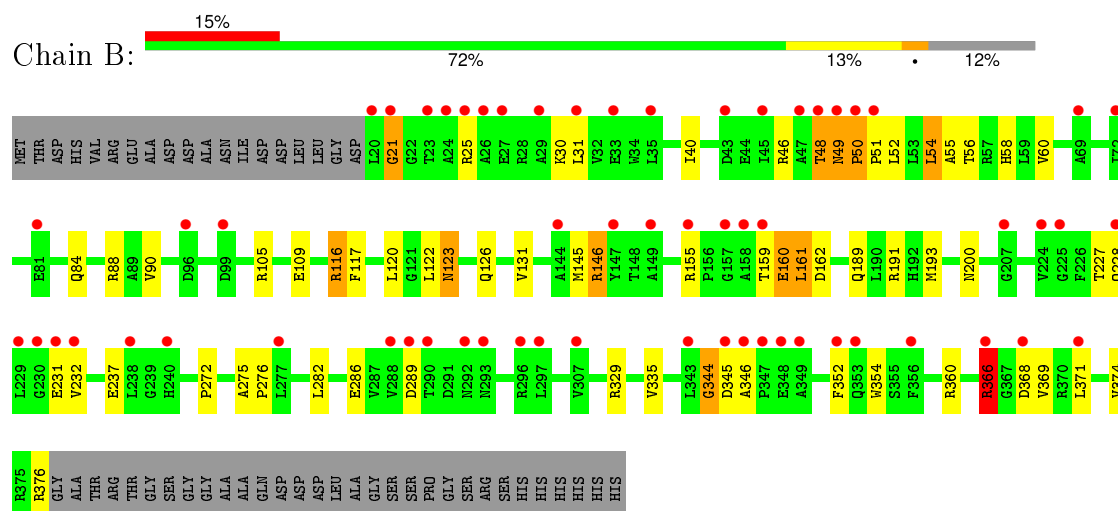 15%
Chain B:
72% 13% • 12%
MET THR ASP HIS VAL ARG GLU ALA ASP ASP ALA ASN ILE ASP ASP LEU LEU GLY ASP L20 G21 G22 T23 A24 R25 A26 E27 R28 A29 K30 L31 V32 E33 W34 L35 I40 D43 E44 I45 R46 A47 T48 N49 P50 P51 L52 L53 L54 A55 T56 R57 H58 L59 V60 A69
E81 Q84 R88 A89 V90 D96 D99 R105 E109 R116 F117 L120 G121 L122 N123 Q126 V131 A144 M145 R146 Y147 T148 A149 R155 P156 G157 A158 T159 E160 L161 D162 Q189 L190 R191 H192 M193 N200 G207 V224 G225 F226 T227
L229 G230 E231 V232 E237 L238 G239 H240 P272 A275 P276 L277 L282 E286 V287 V288 D289 T290 D291 N292 N293 R296 L297 V307 R329 V335 L343 G344 D345 A346 P347 E348 A349 F352 Q353 W354 S355 F356 R360 R366 G367 D368 V369 R370 L371
R375 R376 GLY ALA THR ARG THR GLY SER GLY GLY ALA ALA GLN ASP ASP ASP LEU ALA GLY SER SER PRO GLY SER ARG SER HIS HIS HIS HIS HIS HIS